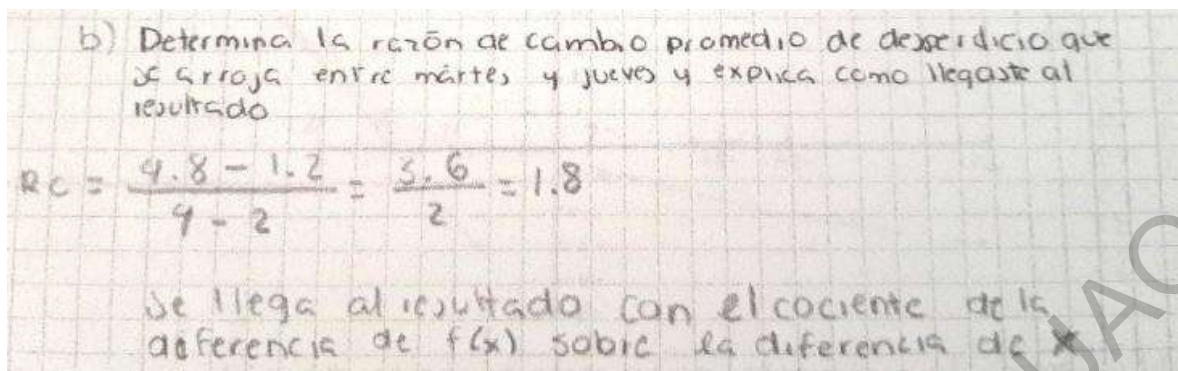 b) Determina la razón de cambio promedio de desperdicio que
se arroja entre martes y jueves y explica como llegaste al
resultado
RC = 4.8 - 1.2 / 4 - 2 = 3.6 / 2 = 1.8
Se llega al resultado con el cociente de la
deferencia de f(x) sobre la diferencia de x
UAQ